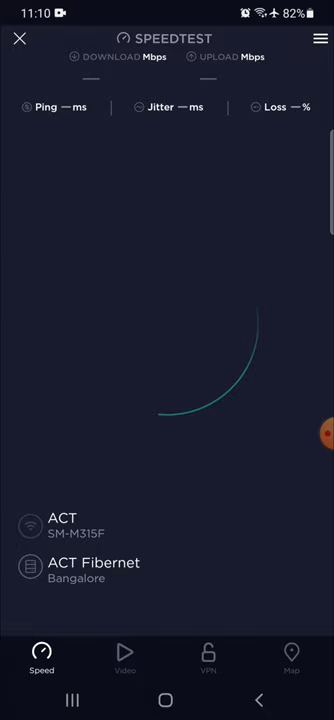 11:10 82%
SPEEDTEST
DOWNLOAD Mbps UPLOAD Mbps
— —
Ping — ms Jitter — ms Loss — %
ACT
SM-M315F
ACT Fibernet
Bangalore
Speed Video VPN Map